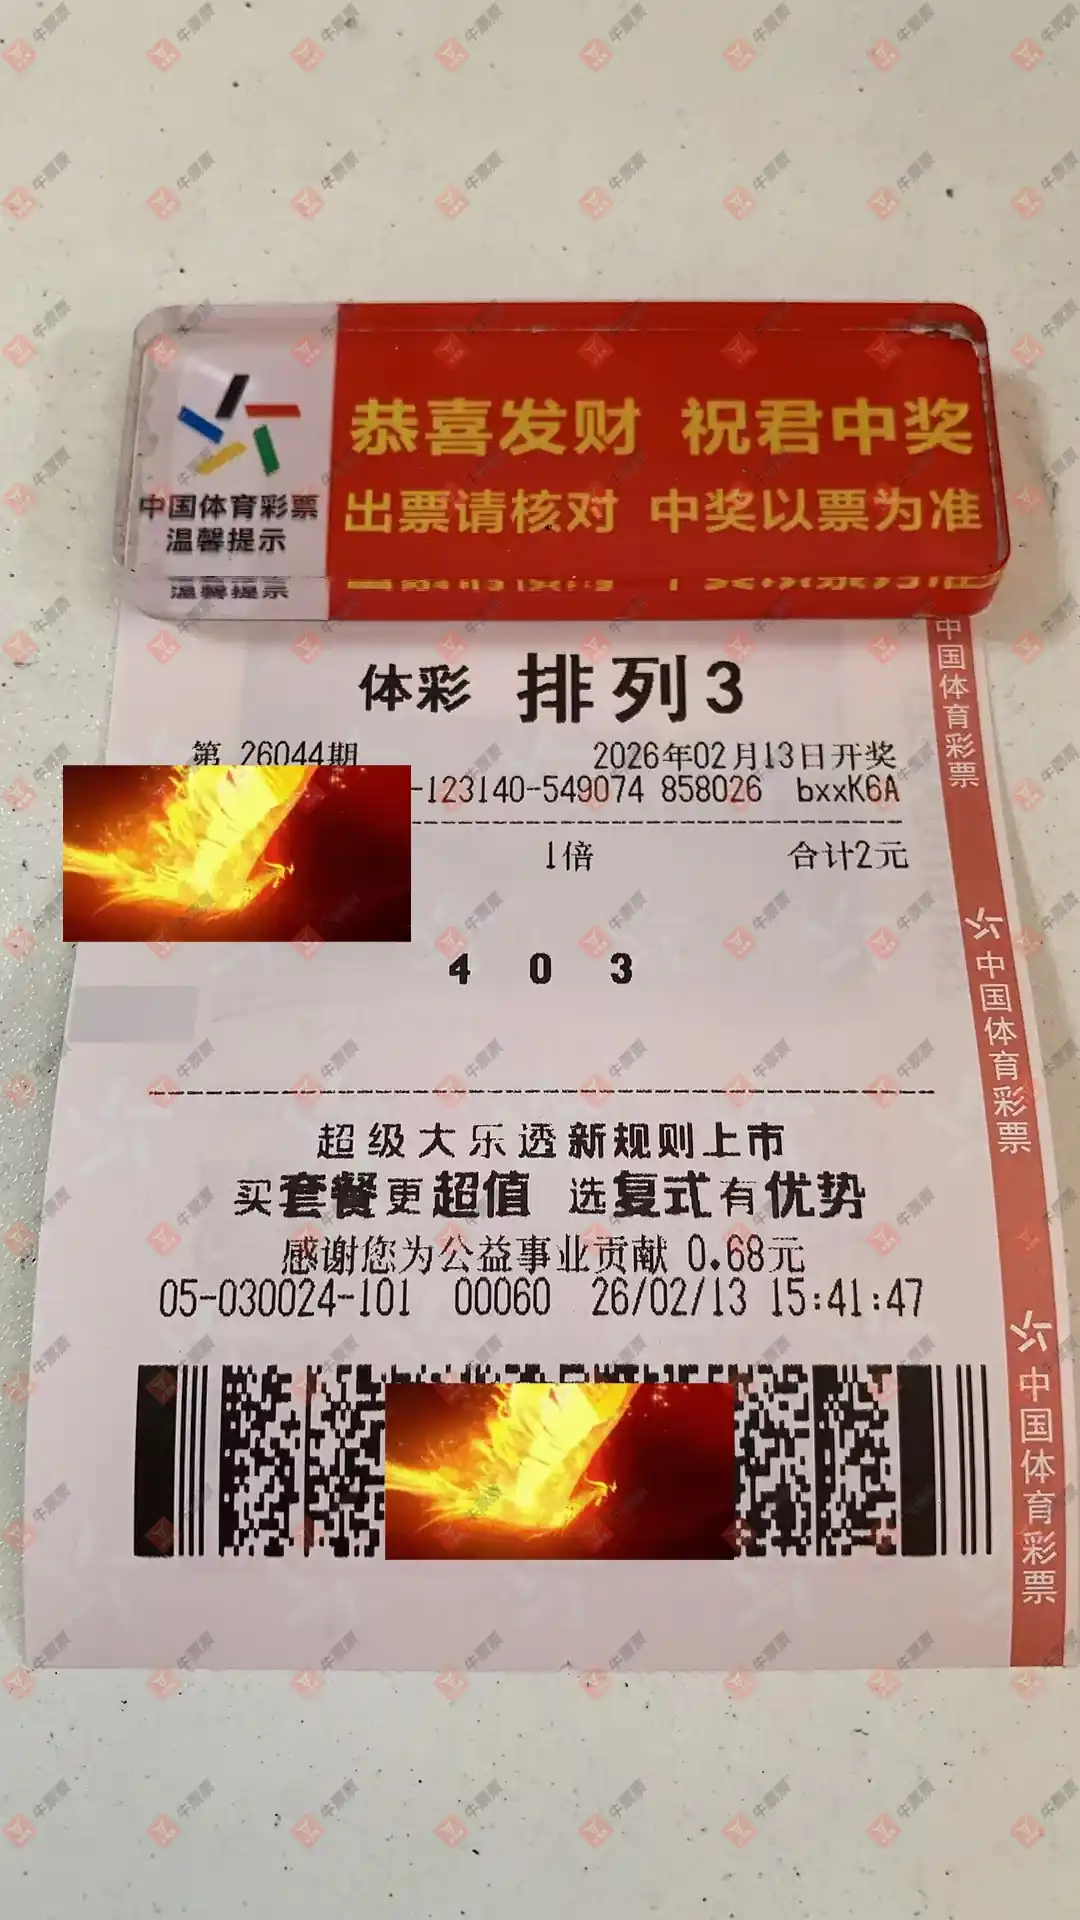 中国体育彩票
温馨提示
恭喜发财 祝君中奖
出票请核对 中奖以票为准
体彩 排列3
第 26044期 2026年02月13日开奖
-123140-549074 858026 bxxK6A
1倍 合计2元
4 0 3
超级大乐透新规则上市
买套餐更超值 选复式有优势
感谢您为公益事业贡献 0.68元
05-030024-101 00060 26/02/13 15:41:47
中国体育彩票
中国体育彩票
中国体育彩票
牛票票